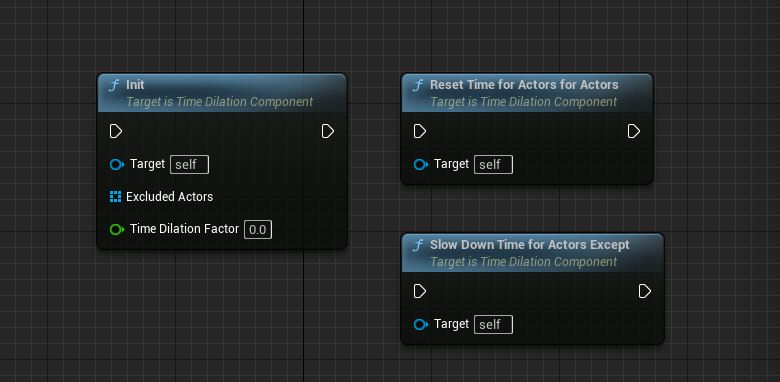 Init
Target is Time Dilation Component
Target self
Excluded Actors
Time Dilation Factor 0.0
Reset Time for Actors for Actors
Target is Time Dilation Component
Target self
Slow Down Time for Actors Except
Target is Time Dilation Component
Target self